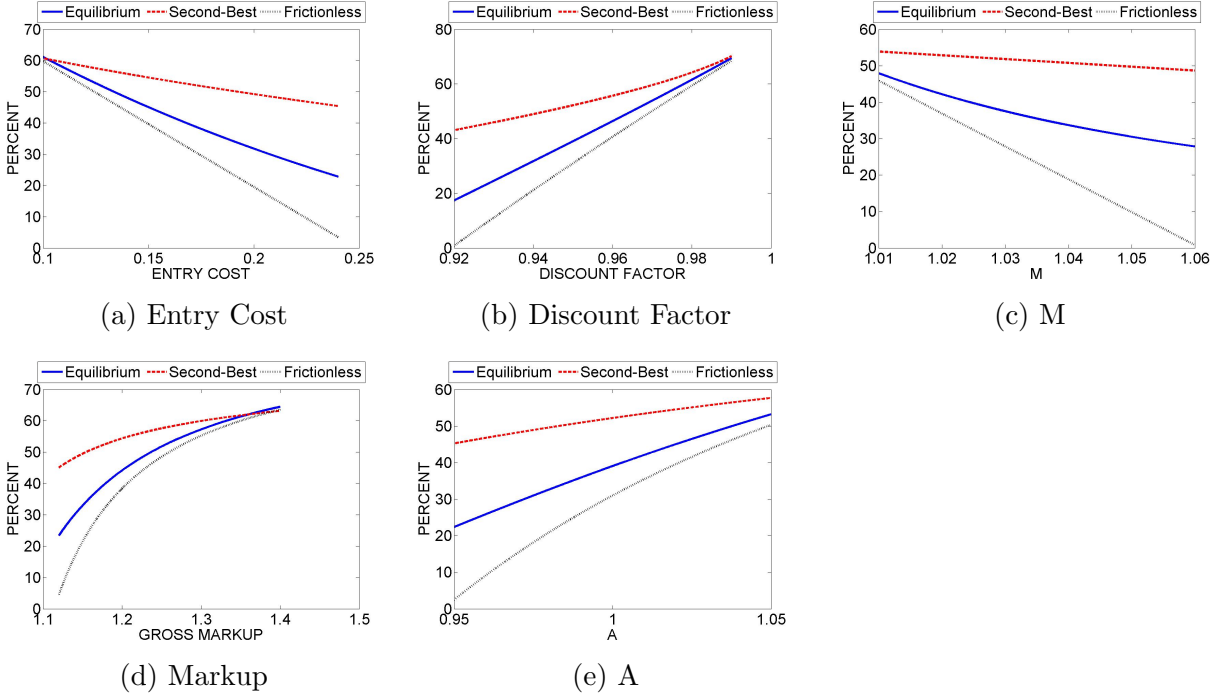 Equilibrium Second-Best Frictionless
70
60
50
40
30
20
10
0
PERCENT
0.1 0.15 0.2 0.25
ENTRY COST
(a) Entry Cost
Equilibrium Second-Best Frictionless
80
70
60
50
40
30
20
10
0
PERCENT
0.92 0.94 0.96 0.98 1
DISCOUNT FACTOR
(b) Discount Factor
Equilibrium Second-Best Frictionless
60
50
40
30
20
10
0
PERCENT
1.01 1.02 1.03 1.04 1.05 1.06
M
(c) M
Equilibrium Second-Best Frictionless
70
60
50
40
30
20
10
0
PERCENT
1.1 1.2 1.3 1.4 1.5
GROSS MARKUP
(d) Markup
Equilibrium Second-Best Frictionless
60
50
40
30
20
10
0
PERCENT
0.95 1 1.05
A
(e) A